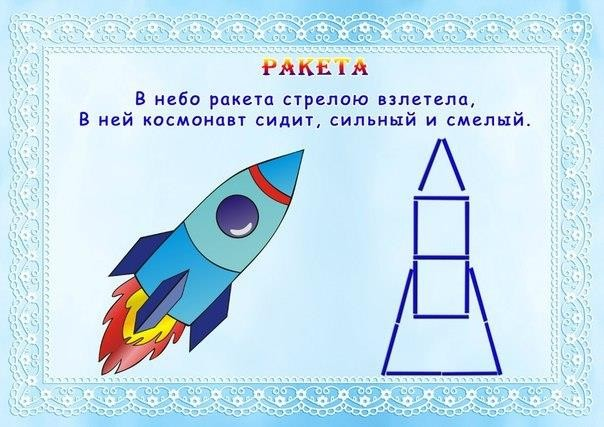 РАКЕТА
В небо ракета стрелою взлетела,
В ней космонавт сидит, сильный и смелый.